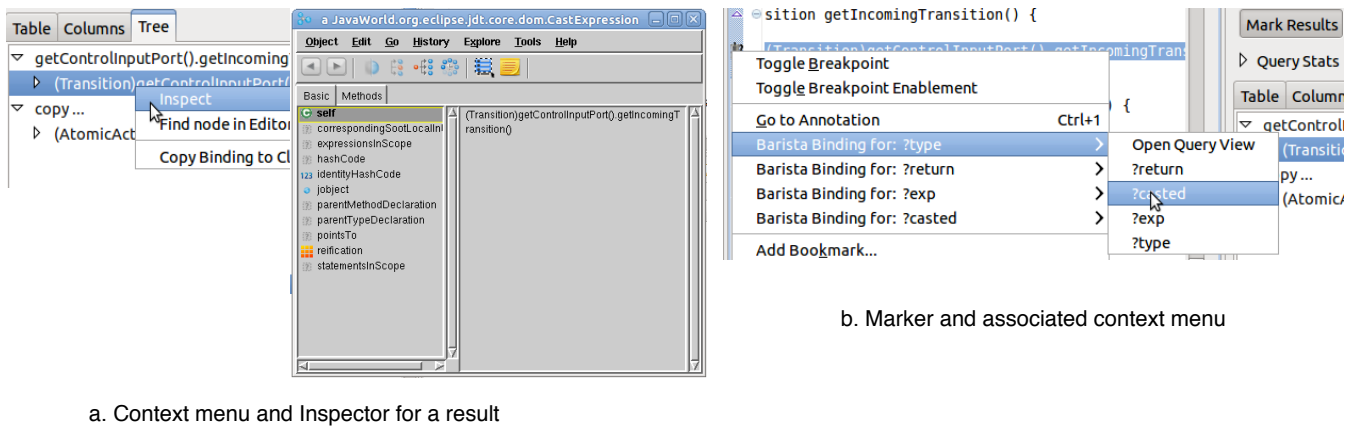 Table Columns Tree
getControlInputPort().getIncoming
(Transition)getControlInputPort(
copy ...
(AtomicAct
Inspect
Find node in Editor
Copy Binding to Cl
a JavaWorld.org.eclipse.jdt.core.dom.CastExpression
Object Edit Go History Explore Tools Help
Basic Methods
self
correspondingSootLocalInI
expressionsInScope
hashCode
123 identityHashCode
jobject
parentMethodDeclaration
parentTypeDeclaration
pointsTo
reification
statementsInScope
(Transition)getControlInputPort().getIncomingT
ransition()
a. Context menu and Inspector for a result
sition getIncomingTransition() {
(Transition)getControlInputPort().getIncomingTrans
) {
Toggle Breakpoint
Toggle Breakpoint Enablement
Go to Annotation Ctrl+1
Barista Binding for: ?type
Barista Binding for: ?return
Barista Binding for: ?exp
Barista Binding for: ?casted
Add Bookmark...
Open Query View
?return
?casted
?exp
?type
Mark Results
Query Stats
Table Column
getControl
(Transitio
py ...
(AtomicA
b. Marker and associated context menu